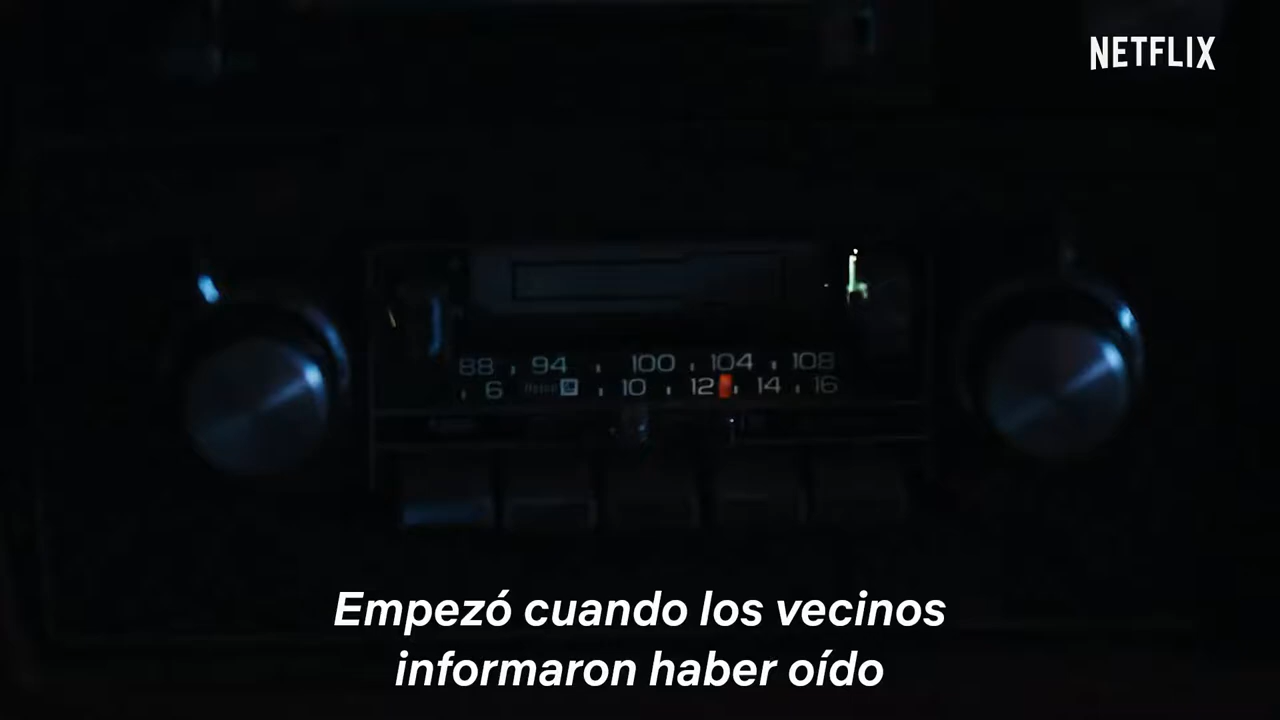 NETFLIX
88 94 100 104 108
6 10 12 14 16
Empezó cuando los vecinos
informaron haber oído